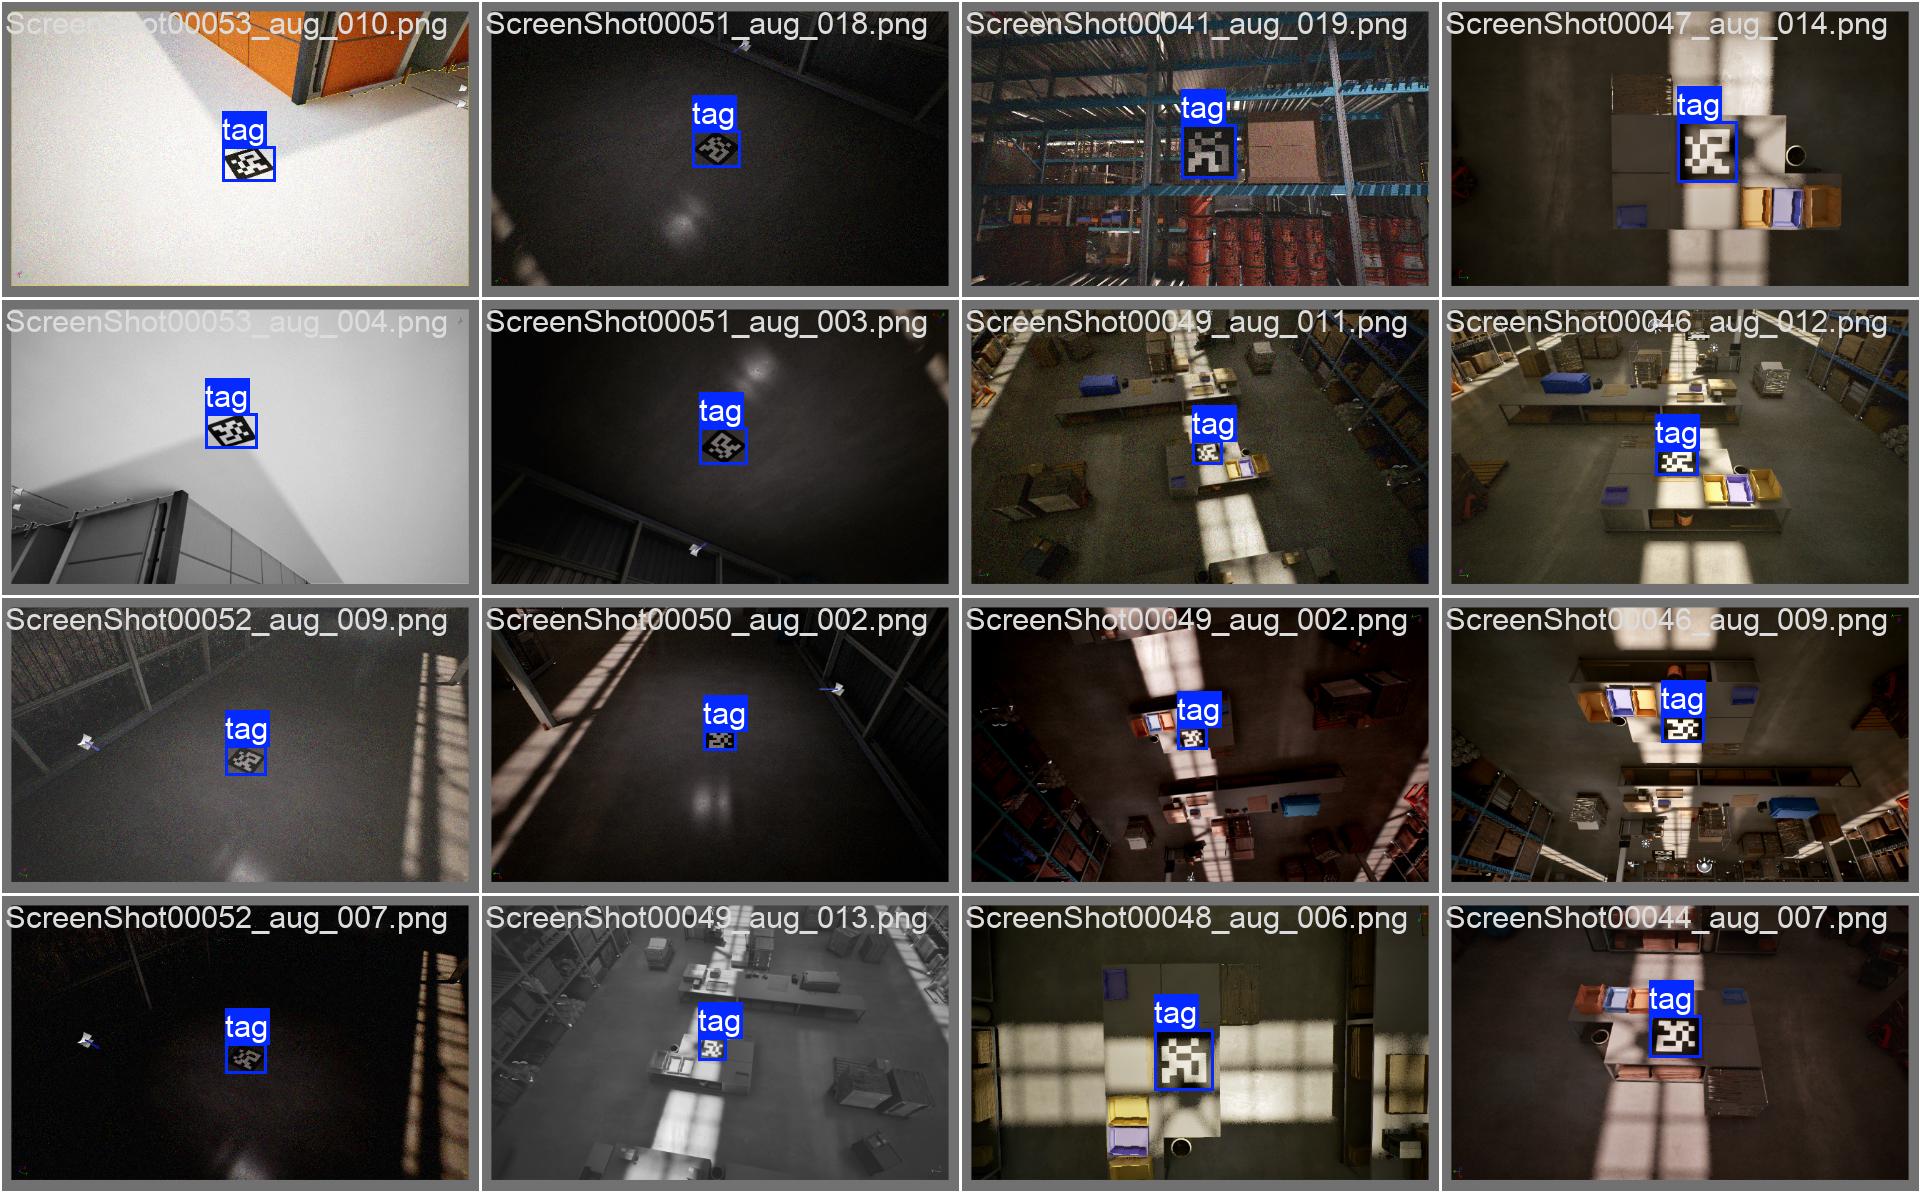 ScreenShot00053_aug_010.png
tag
ScreenShot00051_aug_018.png
tag
ScreenShot00041_aug_019.png
tag
ScreenShot00047_aug_014.png
tag
ScreenShot00053_aug_004.png
tag
ScreenShot00051_aug_003.png
tag
ScreenShot00049_aug_011.png
tag
ScreenShot00046_aug_012.png
tag
ScreenShot00052_aug_009.png
tag
ScreenShot00050_aug_002.png
tag
ScreenShot00049_aug_002.png
tag
ScreenShot00046_aug_009.png
tag
ScreenShot00052_aug_007.png
tag
ScreenShot00049_aug_013.png
tag
ScreenShot00048_aug_006.png
tag
ScreenShot00044_aug_007.png
tag